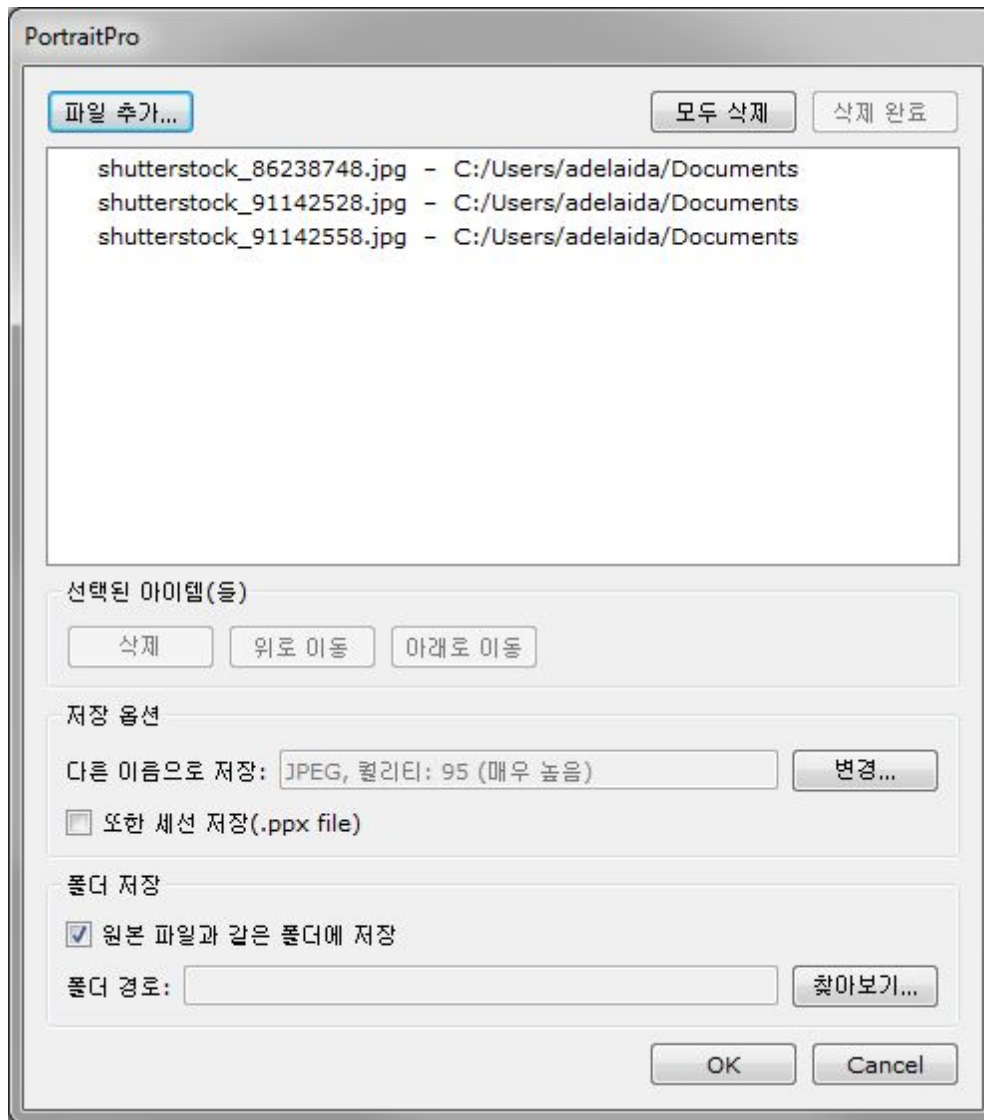 PortraitPro
파일 추가... 모두 삭제 삭제 완료
shutterstock_86238748.jpg – C:/Users/adelaida/Documents
shutterstock_91142528.jpg – C:/Users/adelaida/Documents
shutterstock_91142558.jpg – C:/Users/adelaida/Documents
선택된 아이템(들)
삭제 위로 이동 아래로 이동
저장 옵션
다른 이름으로 저장: JPEG, 퀄리티: 95 (매우 높음) 변경...
또한 세선 저장(.ppx file)
폴더 저장
원본 파일과 같은 폴더에 저장
폴더 경로: 찾아보기...
OK Cancel